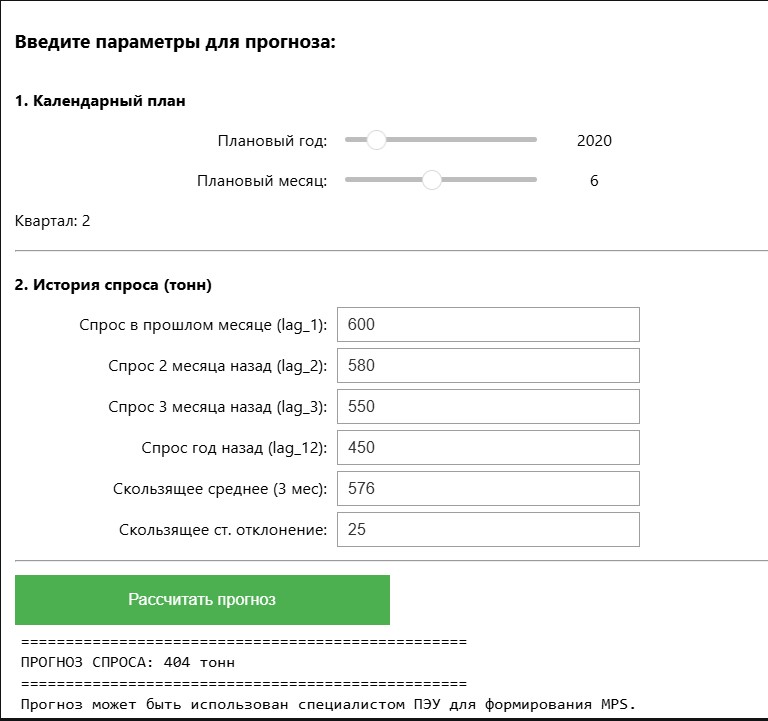 Введите параметры для прогноза:
1. Календарный план
Плановый год: 2020
Плановый месяц: 6
Квартал: 2
2. История спроса (тонн)
Спрос в прошлом месяце (lag_1): 600
Спрос 2 месяца назад (lag_2): 580
Спрос 3 месяца назад (lag_3): 550
Спрос год назад (lag_12): 450
Скользящее среднее (3 мес): 576
Скользящее ст. отклонение: 25
Рассчитать прогноз
==================================================
ПРОГНОЗ СПРОСА: 404 тонн
==================================================
Прогноз может быть использован специалистом ПЭУ для формирования MPS.